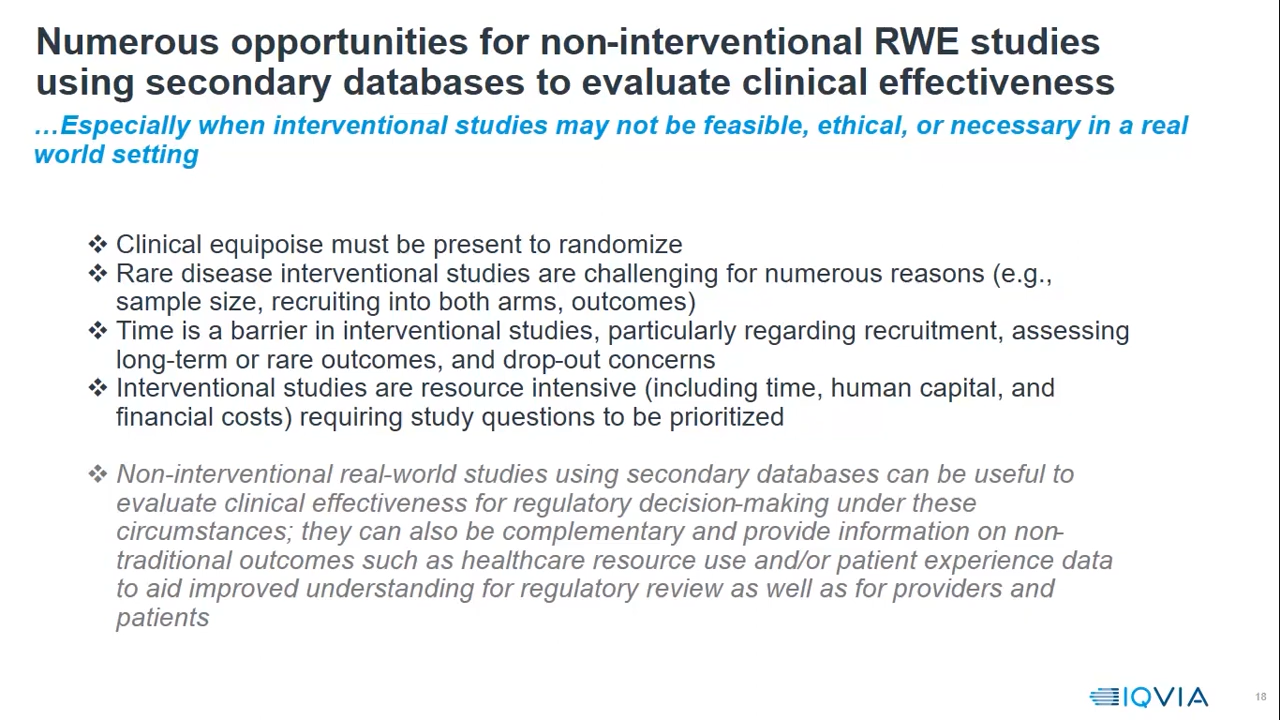 Numerous opportunities for non-interventional RWE studies
using secondary databases to evaluate clinical effectiveness
…Especially when interventional studies may not be feasible, ethical, or necessary in a real
world setting
❖ Clinical equipoise must be present to randomize
❖ Rare disease interventional studies are challenging for numerous reasons (e.g.,
sample size, recruiting into both arms, outcomes)
❖ Time is a barrier in interventional studies, particularly regarding recruitment, assessing
long-term or rare outcomes, and drop-out concerns
❖ Interventional studies are resource intensive (including time, human capital, and
financial costs) requiring study questions to be prioritized
❖ Non-interventional real-world studies using secondary databases can be useful to
evaluate clinical effectiveness for regulatory decision-making under these
circumstances; they can also be complementary and provide information on non-
traditional outcomes such as healthcare resource use and/or patient experience data
to aid improved understanding for regulatory review as well as for providers and
patients
IQVIA
18